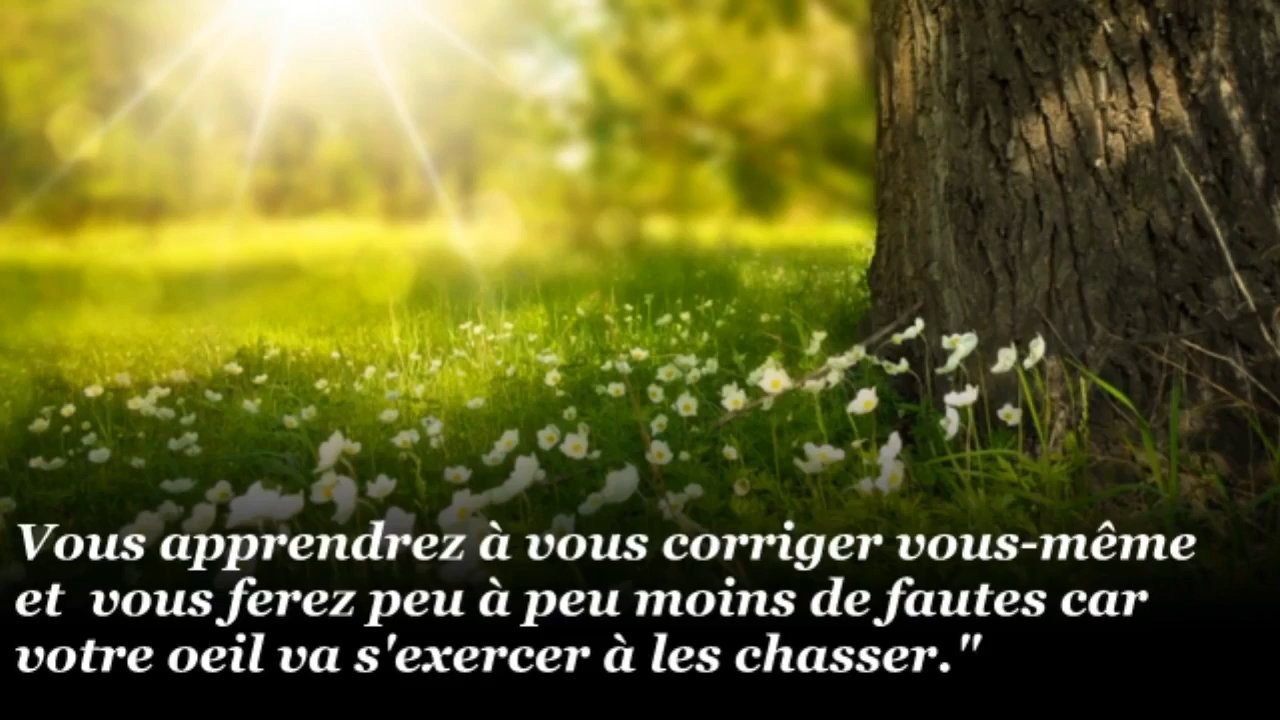 Vous apprendrez à vous corriger vous-même
et  vous ferez peu à peu moins de fautes car
votre oeil va s'exercer à les chasser."